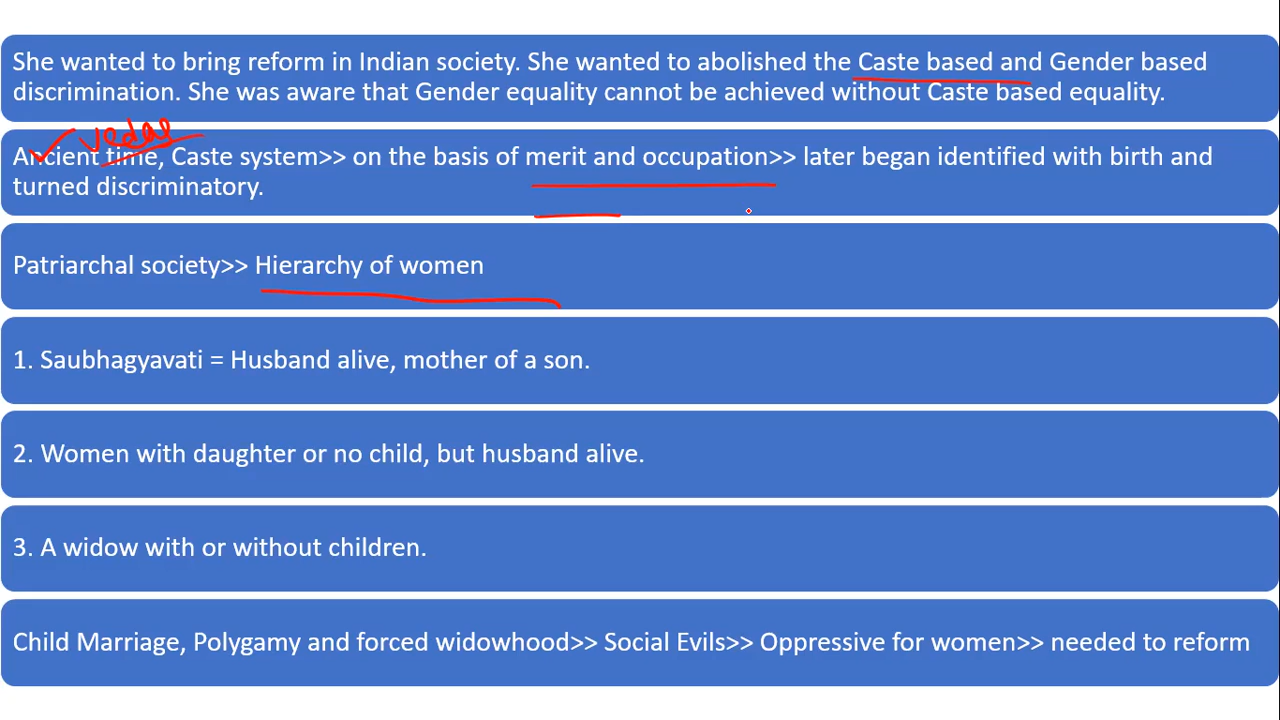 She wanted to bring reform in Indian society. She wanted to abolished the Caste based and Gender based
discrimination. She was aware that Gender equality cannot be achieved without Caste based equality.
vedas
Ancient time, Caste system>> on the basis of merit and occupation>> later began identified with birth and
turned discriminatory.
Patriarchal society>> Hierarchy of women
1. Saubhagyavati = Husband alive, mother of a son.
2. Women with daughter or no child, but husband alive.
3. A widow with or without children.
Child Marriage, Polygamy and forced widowhood>> Social Evils>> Oppressive for women>> needed to reform